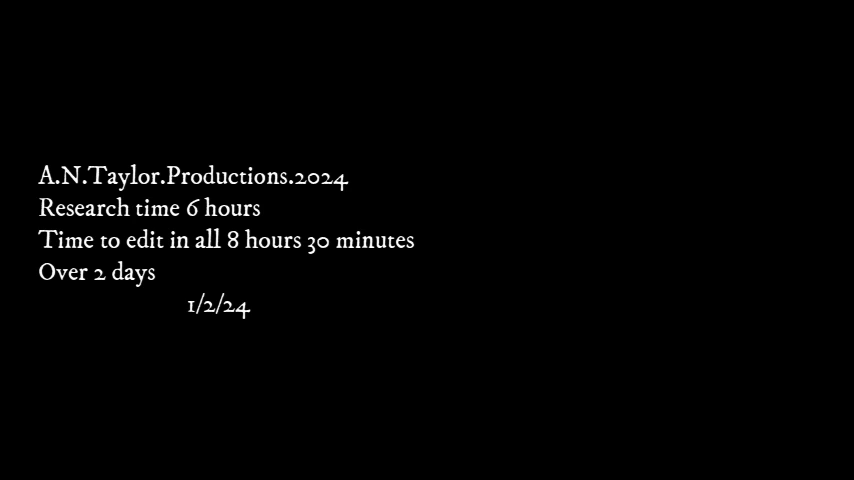 A.N.Taylor.Productions.2024
Research time 6 hours
Time to edit in all 8 hours 30 minutes
Over 2 days
1/2/24